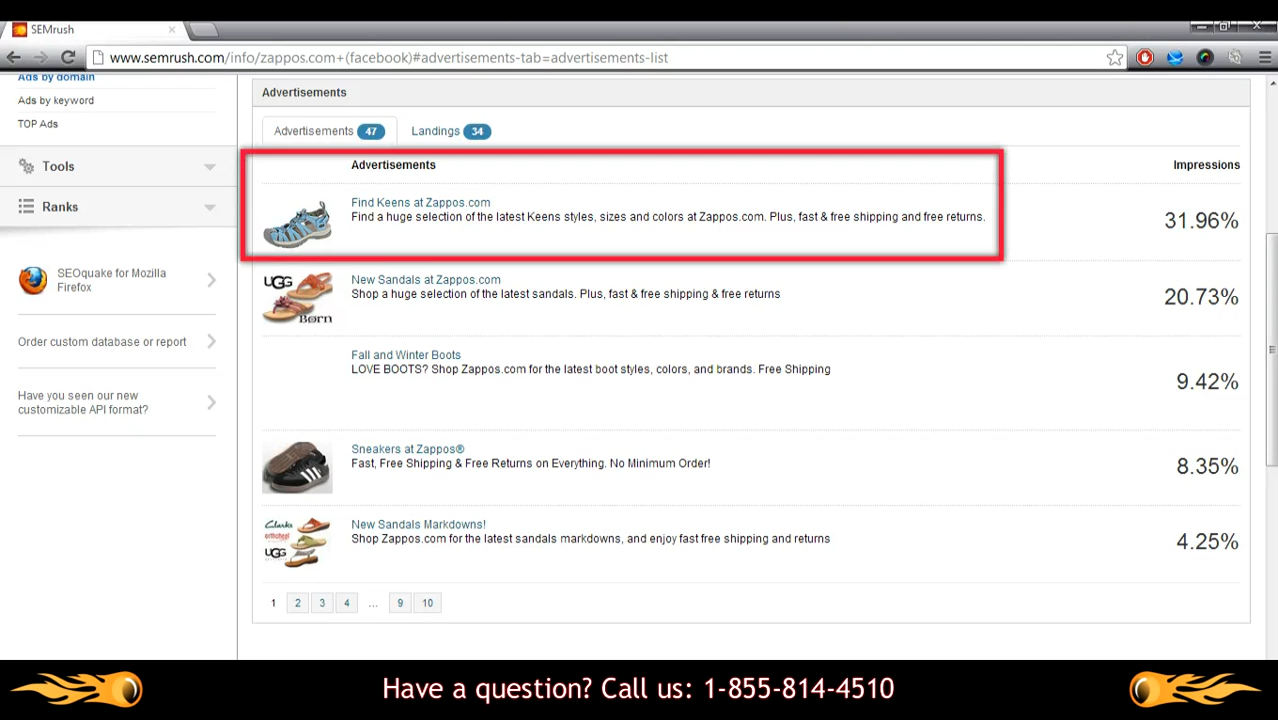 SEMrush
www.semrush.com/info/zappos.com+(facebook)#advertisements-tab=advertisements-list
Ads by domain
Ads by keyword
TOP Ads
Tools
Ranks
SEOquake for Mozilla
Firefox
Order custom database or report
Have you seen our new
customizable API format?
Advertisements
Advertisements 47 Landings 34
Advertisements Impressions
Find Keens at Zappos.com
Find a huge selection of the latest Keens styles, sizes and colors at Zappos.com. Plus, fast & free shipping and free returns.
31.96%
UGG
Børn
New Sandals at Zappos.com
Shop a huge selection of the latest sandals. Plus, fast & free shipping & free returns
20.73%
Fall and Winter Boots
LOVE BOOTS? Shop Zappos.com for the latest boot styles, colors, and brands. Free Shipping
9.42%
Sneakers at Zappos®
Fast, Free Shipping & Free Returns on Everything. No Minimum Order!
8.35%
Clarks
orthaheel
UGG
New Sandals Markdowns!
Shop Zappos.com for the latest sandals markdowns, and enjoy fast free shipping and returns
4.25%
1 2 3 4 ... 9 10
Have a question? Call us: 1-855-814-4510